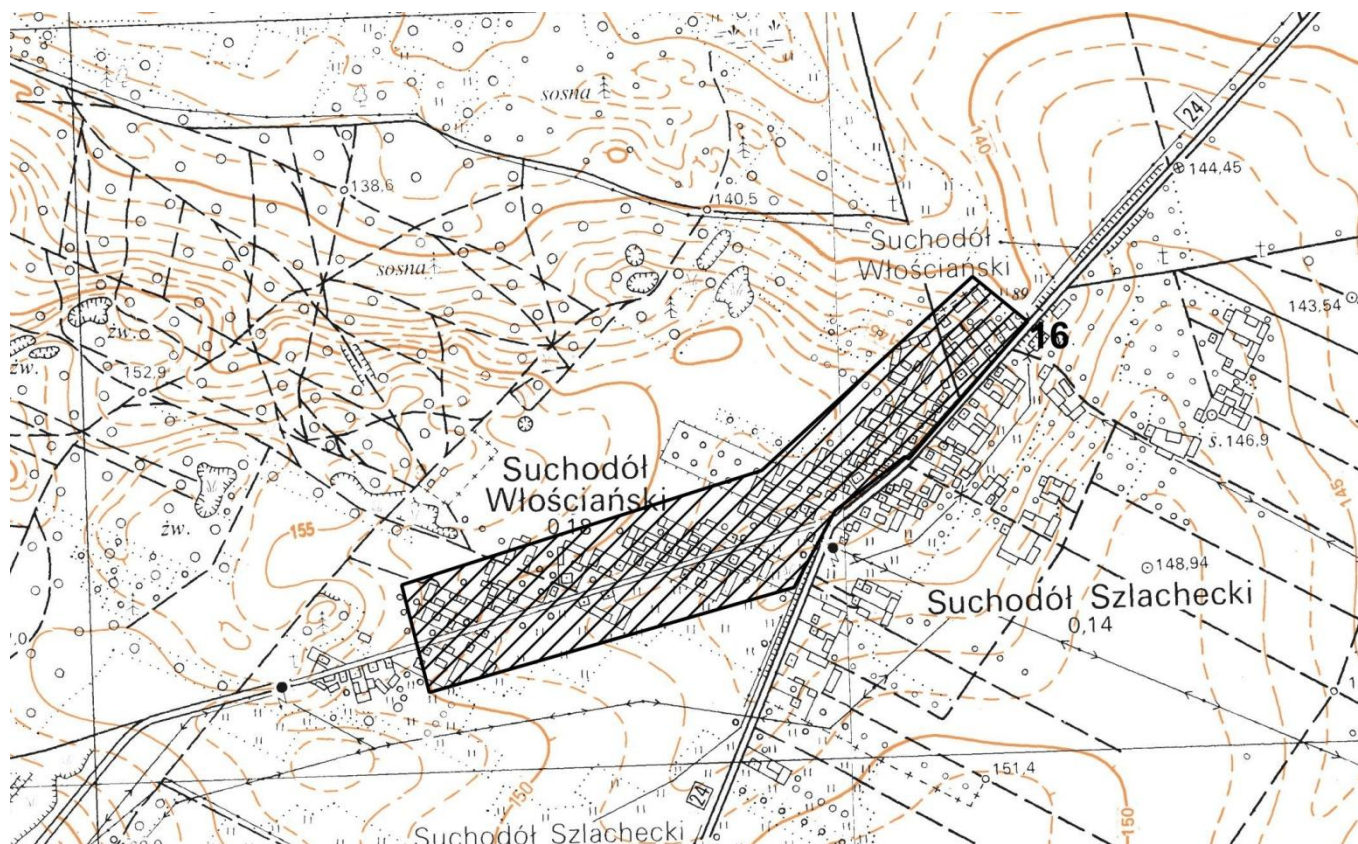 sosna
24
140
138,6
140,5
144,45
t
Suchodół
Włościański
sosna
t
t
89
143,54
16
żw.
żw.
152,9
ś.146,9
Suchodół
Włościański
0,18
145
155
żw.
148,94
Suchodół Szlachecki
0,14
151,4
150
24
150
Suchodół Szlachecki